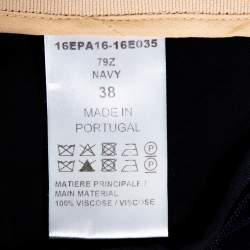 16EPA16-16E035
79Z
NAVY
38
MADE IN
PORTUGAL
MATIERE PRINCIPALE /
MAIN MATERIAL
100% VISCOSE / VISCOSE